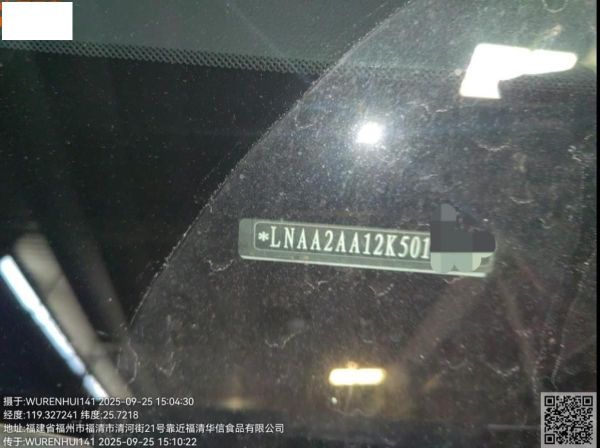 *LNAA2AA12K501
摄于:WURENHUI141 2025-09-25 15:04:30
经度:119.327241 纬度:25.7218
地址:福建省福州市福清市清河街21号靠近福清华信食品有限公司
传于:WURENHUI141 2025-09-25 15:10:22